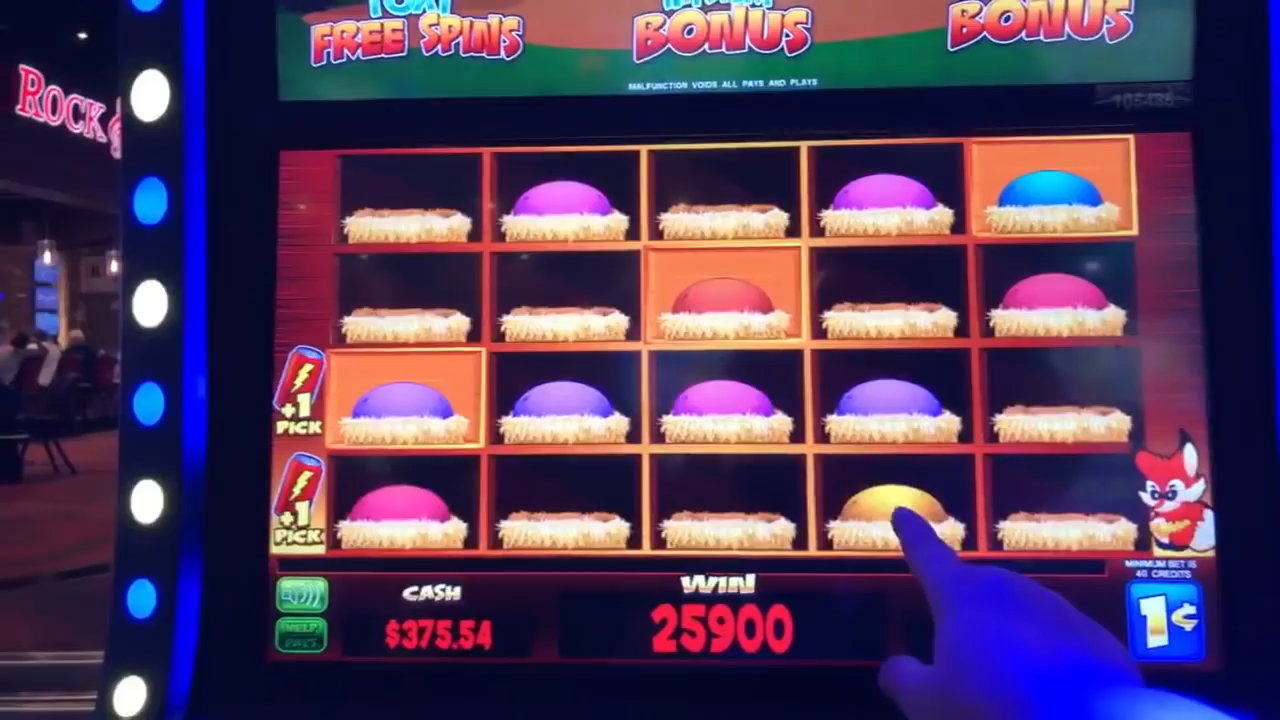 FREE SPINS
BONUS
BONUS
MALFUNCTION VOIDS ALL PAYS AND PLAYS
ROCK
+1
PICK
+1
PICK
MINIMUM BET IS
40 CREDITS
CASH
WIN
$375.54
25900
1¢
HELP